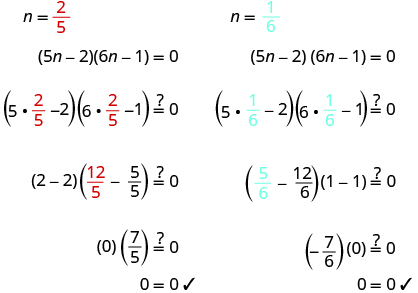 n = 2/5
(5n – 2)(6n – 1) = 0
(5 • 2/5 – 2)(6 • 2/5 – 1) ≟ 0
(2 – 2)(12/5 – 5/5) ≟ 0
(0)(7/5) ≟ 0
0 = 0 ✓
n = 1/6
(5n – 2) (6n – 1) = 0
(5 • 1/6 – 2)(6 • 1/6 – 1) ≟ 0
(5/6 – 12/6)(1 – 1) ≟ 0
(–7/6)(0) ≟ 0
0 = 0 ✓